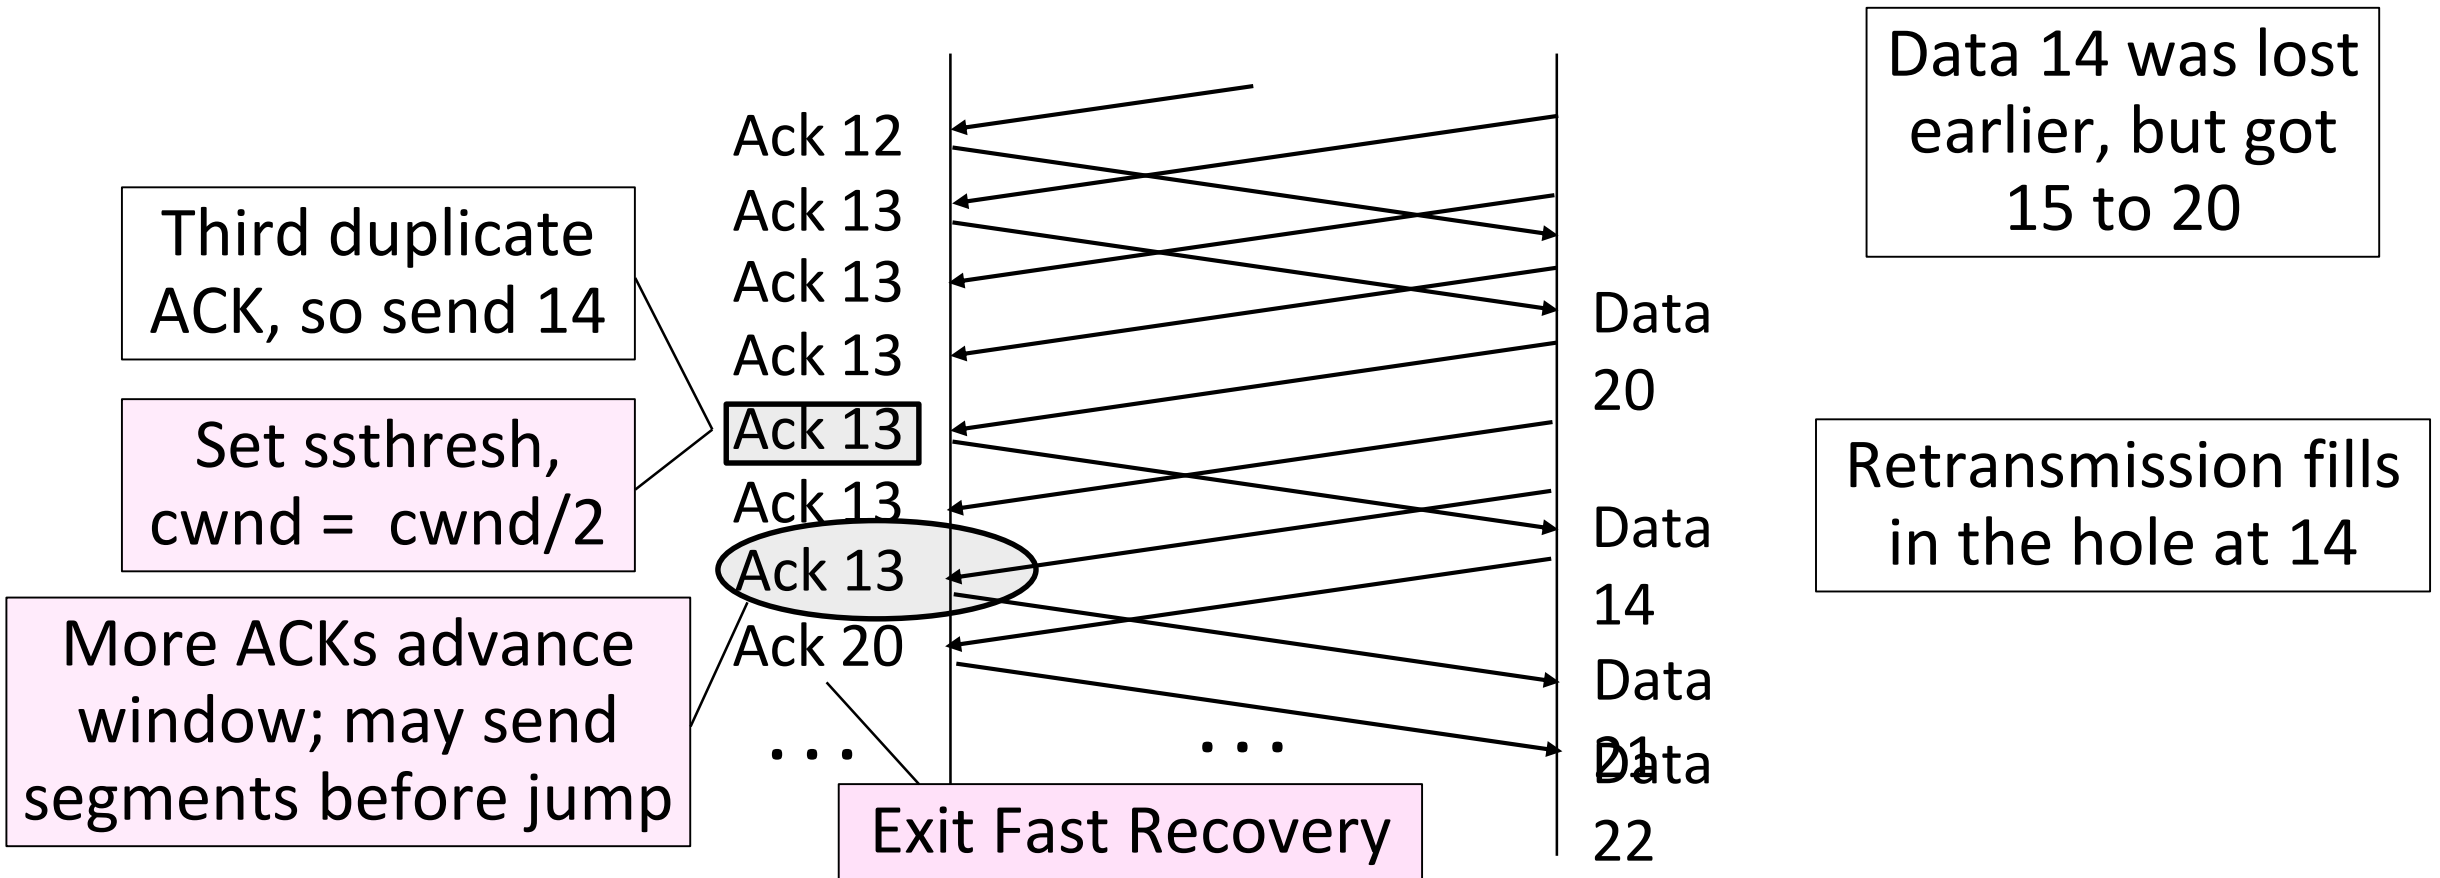 Data 14 was lost
earlier, but got
15 to 20
Ack 12
Ack 13
Third duplicate
ACK, so send 14
Ack 13
Ack 13
Data
20
Ack 13
Set ssthresh,
cwnd = cwnd/2
Ack 13
Retransmission fills
in the hole at 14
Data
14
Ack 13
More ACKs advance
window; may send
segments before jump
Ack 20
Data
21
Data
22
. . .
. . .
Exit Fast Recovery